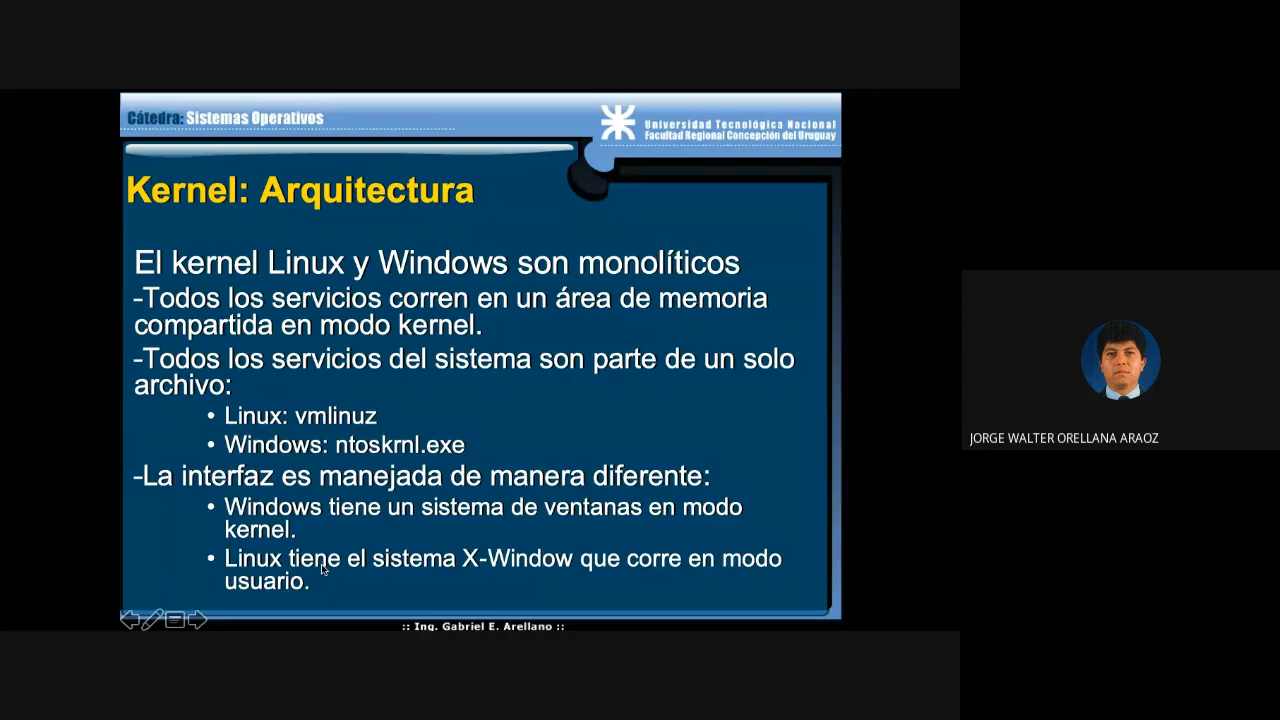 Cátedra: Sistemas Operativos
Universidad Tecnológica Nacional
Facultad Regional Concepción del Uruguay
Kernel: Arquitectura
El kernel Linux y Windows son monolíticos
-Todos los servicios corren en un área de memoria
compartida en modo kernel.
-Todos los servicios del sistema son parte de un solo
archivo:
• Linux: vmlinuz
• Windows: ntoskrnl.exe
-La interfaz es manejada de manera diferente:
• Windows tiene un sistema de ventanas en modo
kernel.
• Linux tiene el sistema X-Window que corre en modo
usuario.
:: Ing. Gabriel E. Arellano ::
JORGE WALTER ORELLANA ARAOZ